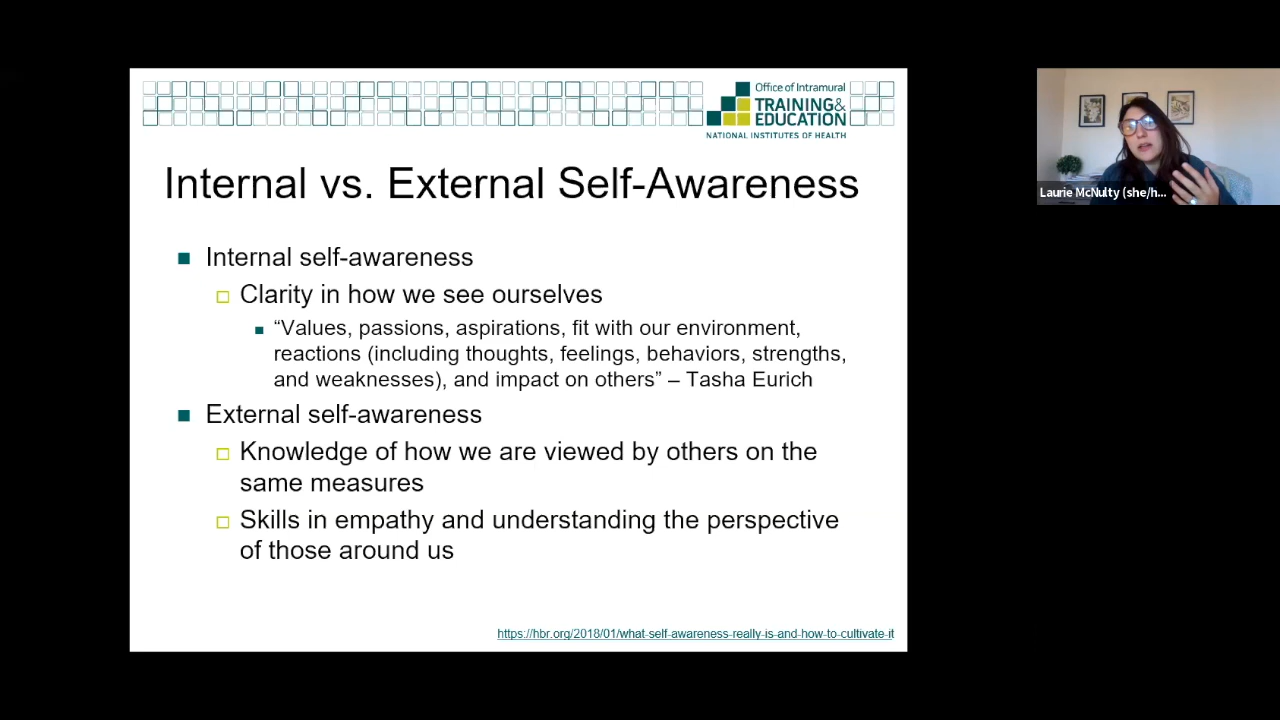 Office of Intramural
TRAINING&
EDUCATION
NATIONAL INSTITUTES OF HEALTH
Internal vs. External Self-Awareness
Internal self-awareness
Clarity in how we see ourselves
“Values, passions, aspirations, fit with our environment,
reactions (including thoughts, feelings, behaviors, strengths,
and weaknesses), and impact on others” – Tasha Eurich
External self-awareness
Knowledge of how we are viewed by others on the
same measures
Skills in empathy and understanding the perspective
of those around us
https://hbr.org/2018/01/what-self-awareness-really-is-and-how-to-cultivate-it
Laurie McNulty (she/h...